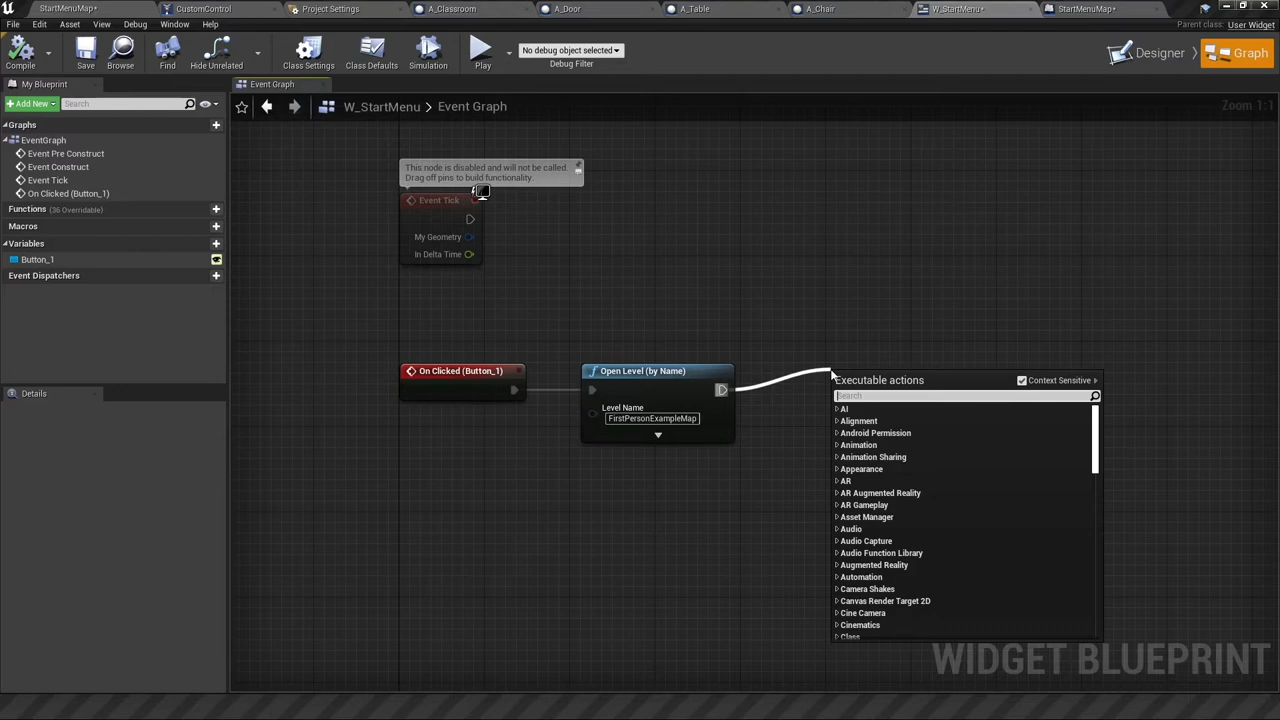 StartMenuMap*
CustomControl
Project Settings
A_Classroom
A_Door
A_Table
A_Chair
W_StartMenu*
StartMenuMap*
File
Edit
Asset
View
Debug
Window
Help
Parent class: User Widget
Compile
Save
Browse
Find
Hide Unrelated
Class Settings
Class Defaults
Simulation
Play
No debug object selected
Debug Filter
Designer
Graph
My Blueprint
+Add New
Search
Graphs
EventGraph
Event Pre Construct
Event Construct
Event Tick
On Clicked (Button_1)
Functions (36 Overridable)
Macros
Variables
Button_1
Event Dispatchers
Details
Event Graph
W_StartMenu > Event Graph
Zoom 1:1
This node is disabled and will not be called.
Drag off pins to build functionality.
Event Tick
My Geometry
In Delta Time
On Clicked (Button_1)
Open Level (by Name)
Level Name
FirstPersonExampleMap
Executable actions
Context Sensitive
Search
AI
Alignment
Android Permission
Animation
Animation Sharing
Appearance
AR
AR Augmented Reality
AR Gameplay
Asset Manager
Audio
Audio Capture
Audio Function Library
Augmented Reality
Automation
Camera Shakes
Canvas Render Target 2D
Cine Camera
Cinematics
Class
WIDGET BLUEPRINT